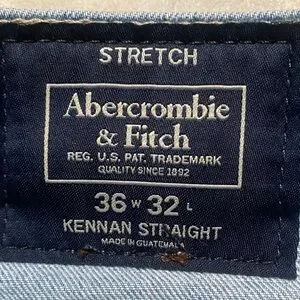 STRETCH
Abercrombie
& Fitch
REG. U.S. PAT. TRADEMARK
QUALITY SINCE 1892
36 W 32 L
KENNAN STRAIGHT
MADE IN GUATEMALA